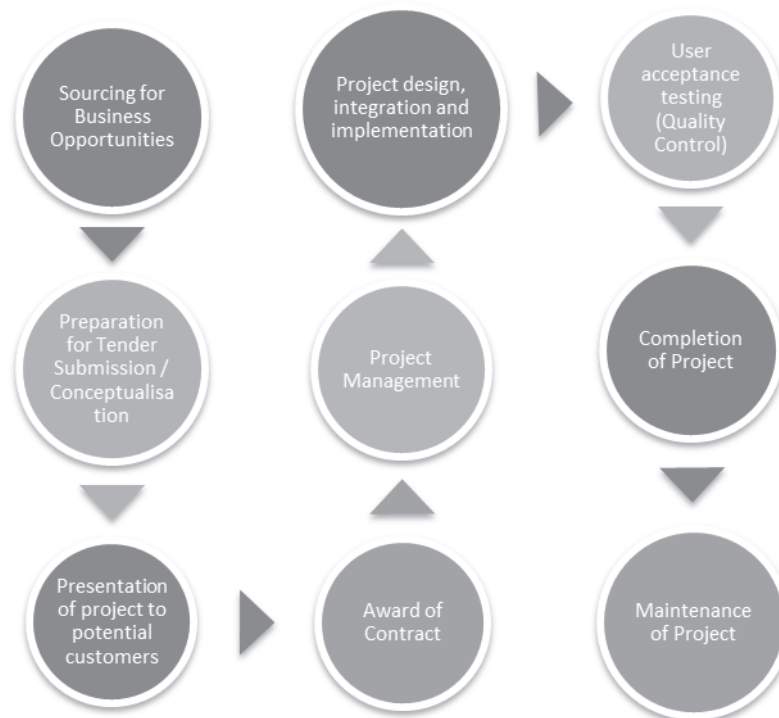 Sourcing for
Business
Opportunities
Preparation
for Tender
Submission /
Conceptualisa
tion
Presentation
of project to
potential
customers
Award of
Contract
Project
Management
Project design,
integration and
implementation
User
acceptance
testing
(Quality
Control)
Completion
of Project
Maintenance
of Project